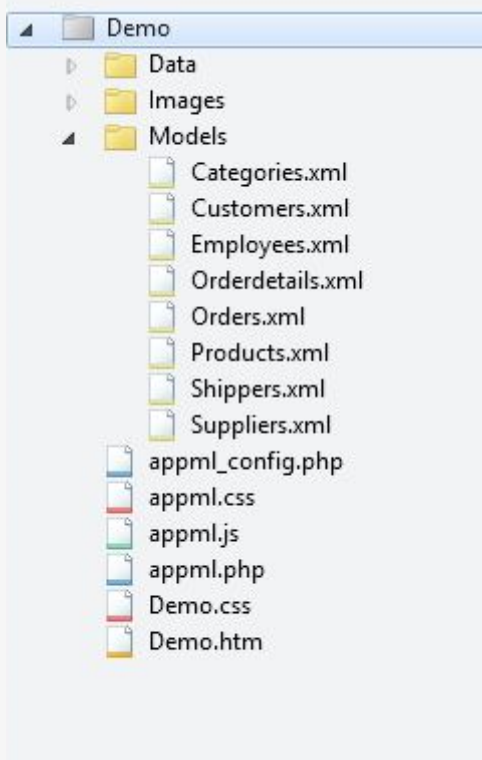 Demo
Data
Images
Models
Categories.xml
Customers.xml
Employees.xml
Orderdetails.xml
Orders.xml
Products.xml
Shippers.xml
Suppliers.xml
appml_config.php
appml.css
appml.js
appml.php
Demo.css
Demo.htm